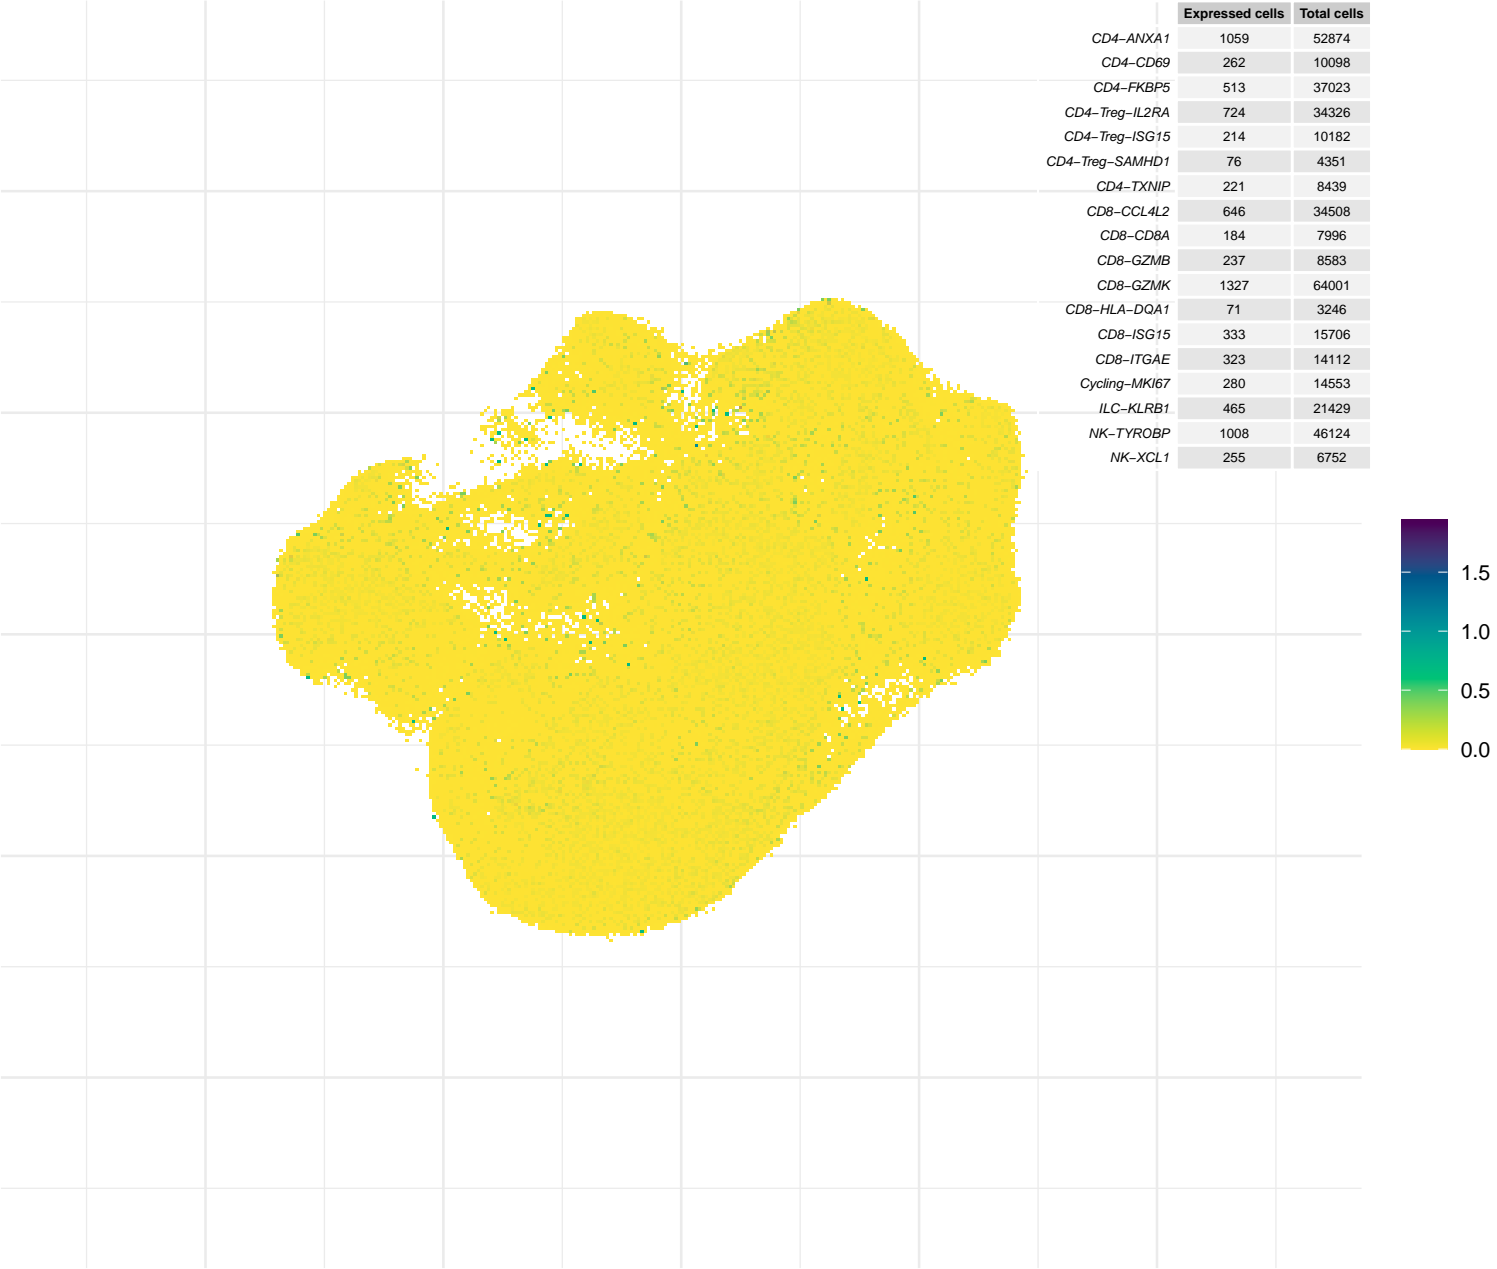 Expressed cells Total cells
CD4−ANXA1 1059 52874
CD4−CD69 262 10098
CD4−FKBP5 513 37023
CD4−Treg−IL2RA 724 34326
CD4−Treg−ISG15 214 10182
CD4−Treg−SAMHD1 76 4351
CD4−TXNIP 221 8439
CD8−CCL4L2 646 34508
CD8−CD8A 184 7996
CD8−GZMB 237 8583
CD8−GZMK 1327 64001
CD8−HLA−DQA1 71 3246
CD8−ISG15 333 15706
CD8−ITGAE 323 14112
Cycling−MKI67 280 14553
ILC−KLRB1 465 21429
NK−TYROBP 1008 46124
NK−XCL1 255 6752
1.5
1.0
0.5
0.0